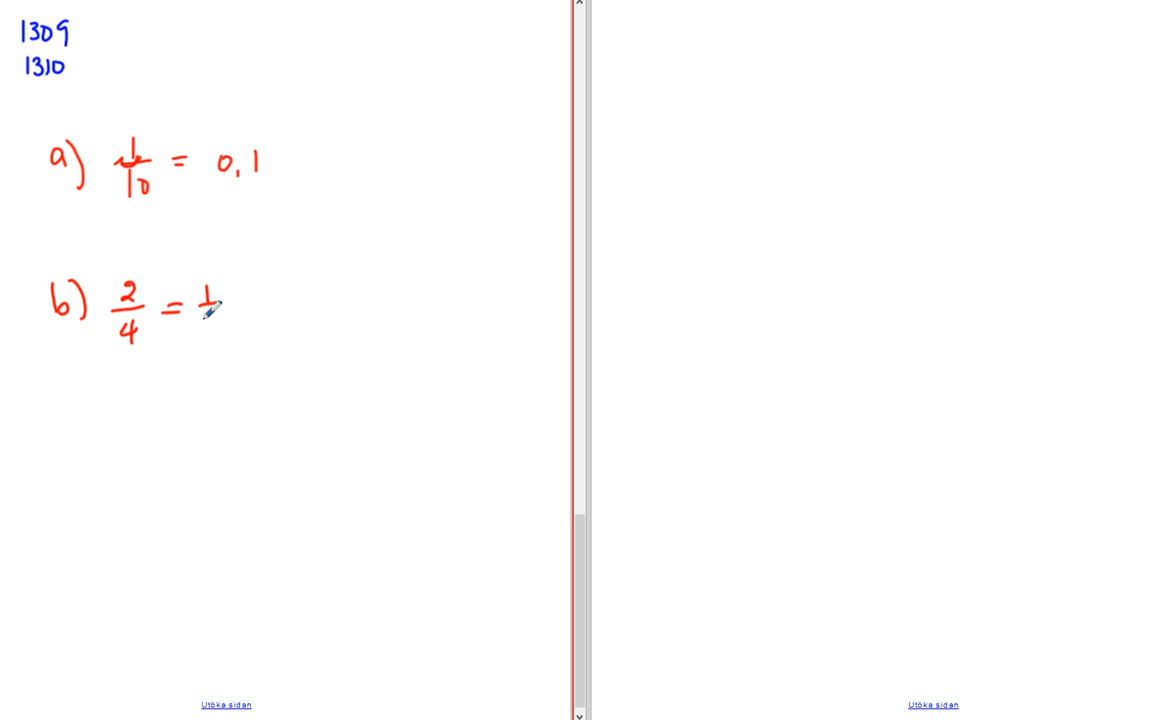 1309
1310
a) 1/10 = 0,1
b) 2/4 = 1
Utöka sidan
Utöka sidan